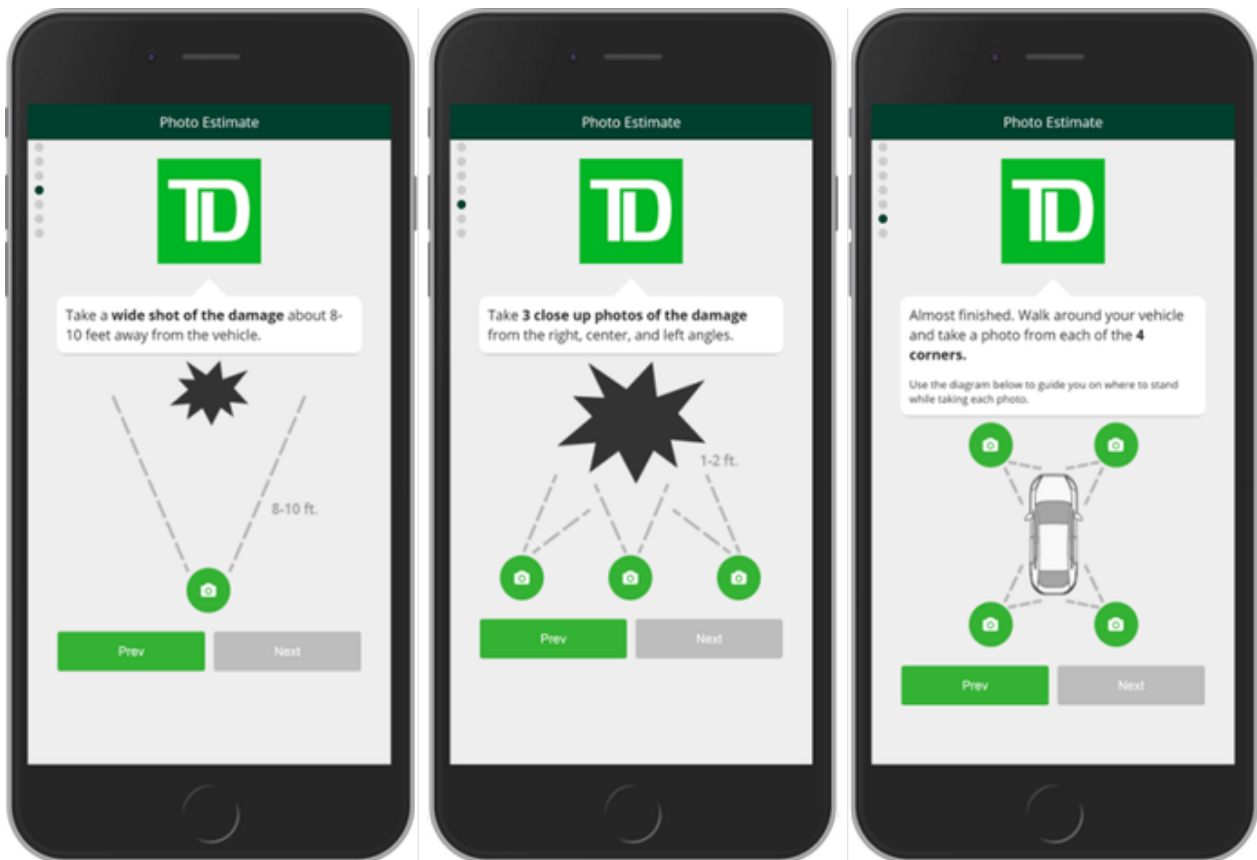 Photo Estimate
TD
Take a wide shot of the damage about 8-
10 feet away from the vehicle.
8-10 ft.
Prev
Next
Photo Estimate
TD
Take 3 close up photos of the damage
from the right, center, and left angles.
1-2 ft.
Prev
Next
Photo Estimate
TD
Almost finished. Walk around your vehicle
and take a photo from each of the 4
corners.
Use the diagram below to guide you on where to stand
while taking each photo.
Prev
Next